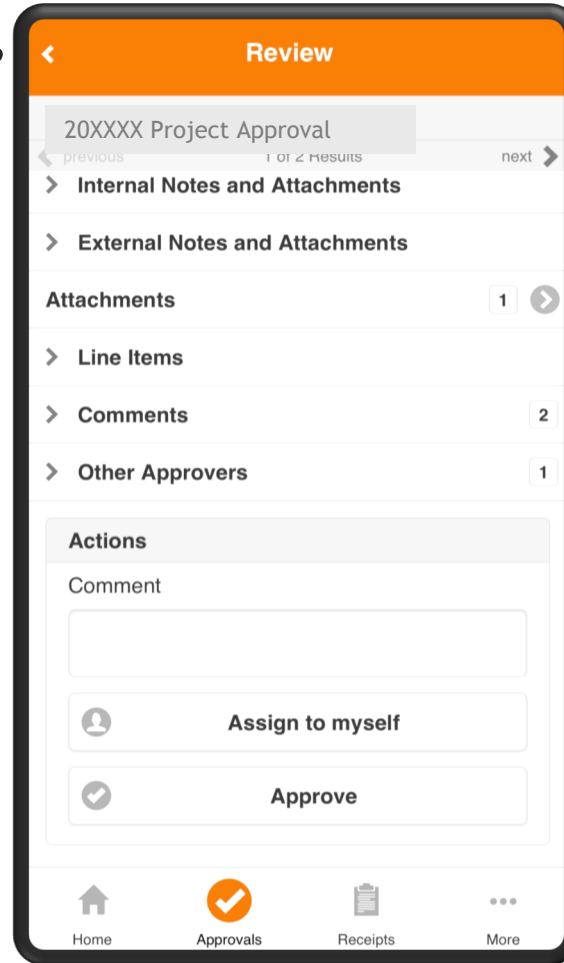 Review
20XXXX Project Approval
previous 1 of 2 Results next
Internal Notes and Attachments
External Notes and Attachments
Attachments 1
Line Items
Comments 2
Other Approvers 1
Actions
Comment
Assign to myself
Approve
Home Approvals Receipts More